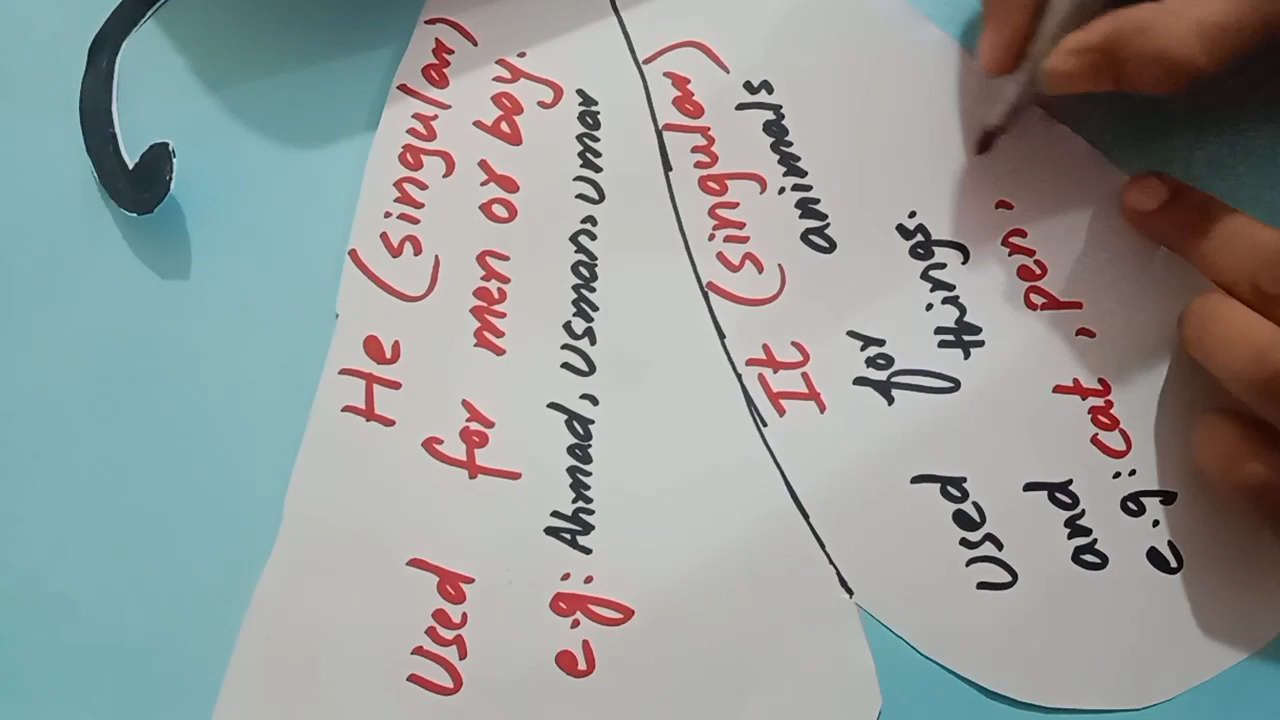 He (singular)
Used for men or boy.
e.g: Ahmad, Usman, Umar
It (singular)
Used for animals
and things.
e.g: cat, pen,